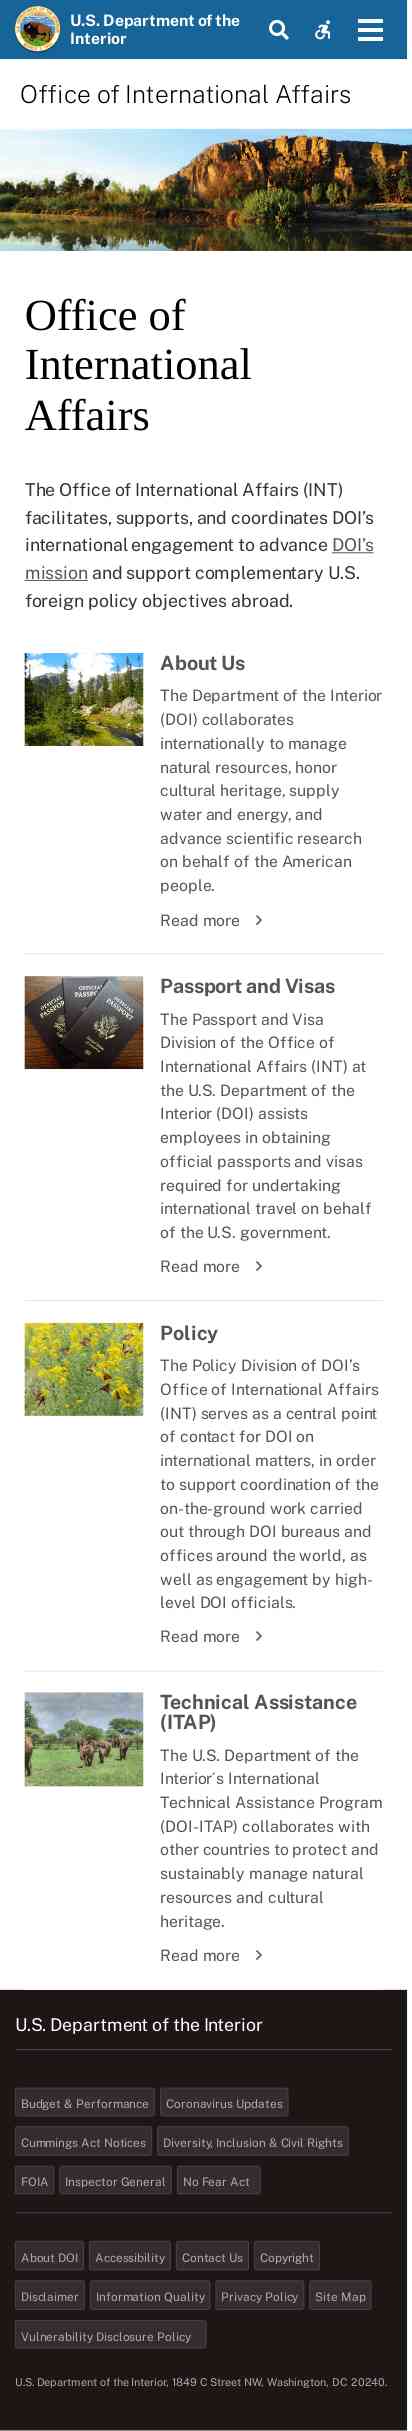 U.S. Department of the
Interior
Office of International Affairs
Office of
International
Affairs
The Office of International Affairs (INT)
facilitates, supports, and coordinates DOI’s
international engagement to advance DOI’s
mission and support complementary U.S.
foreign policy objectives abroad.
About Us
The Department of the Interior
(DOI) collaborates
internationally to manage
natural resources, honor
cultural heritage, supply
water and energy, and
advance scientific research
on behalf of the American
people.
Read more
OFFICIAL
PASSPORT
OFFICIAL
PASSPORT
OFFICIAL
PASSPORT
Passport and Visas
The Passport and Visa
Division of the Office of
International Affairs (INT) at
the U.S. Department of the
Interior (DOI) assists
employees in obtaining
official passports and visas
required for undertaking
international travel on behalf
of the U.S. government.
Read more
Policy
The Policy Division of DOI’s
Office of International Affairs
(INT) serves as a central point
of contact for DOI on
international matters, in order
to support coordination of the
on-the-ground work carried
out through DOI bureaus and
offices around the world, as
well as engagement by high-
level DOI officials.
Read more
Technical Assistance
(ITAP)
The U.S. Department of the
Interior´s International
Technical Assistance Program
(DOI-ITAP) collaborates with
other countries to protect and
sustainably manage natural
resources and cultural
heritage.
Read more
U.S. Department of the Interior
Budget & Performance Coronavirus Updates
Cummings Act Notices Diversity, Inclusion & Civil Rights
FOIA Inspector General No Fear Act
About DOI Accessibility Contact Us Copyright
Disclaimer Information Quality Privacy Policy Site Map
Vulnerability Disclosure Policy
U.S. Department of the Interior, 1849 C Street NW, Washington, DC 20240.